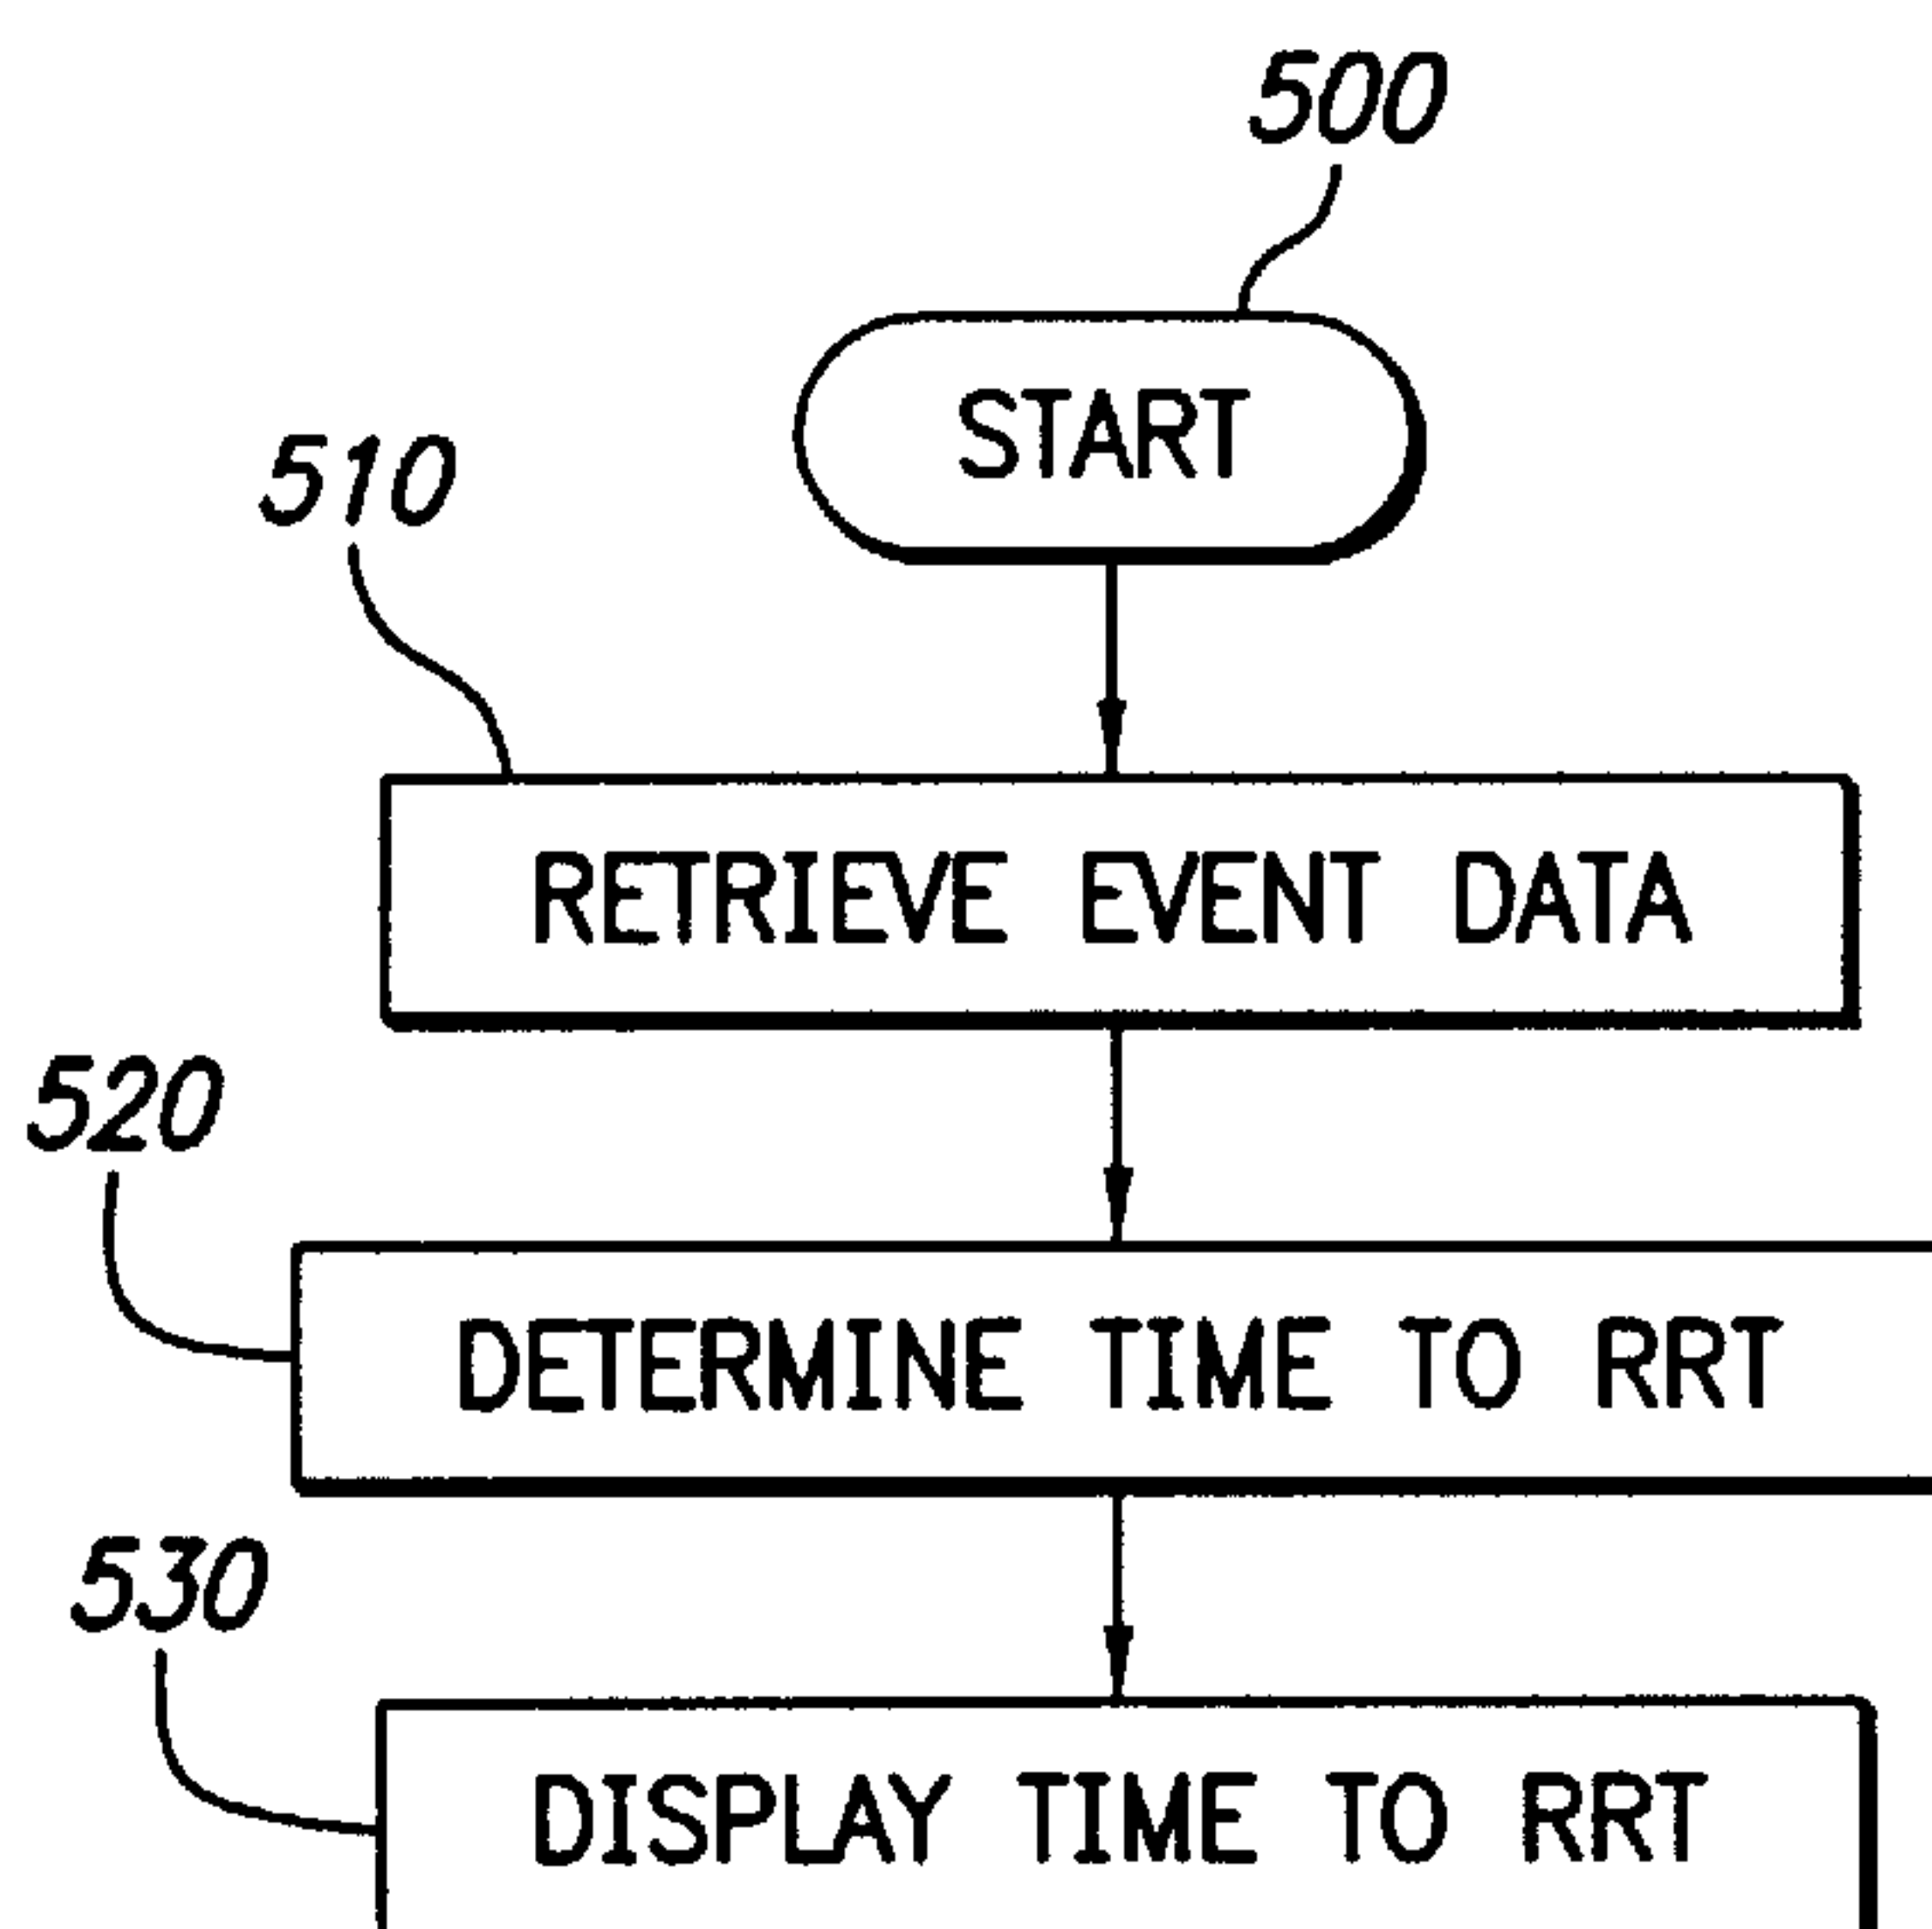 500
START
510
RETRIEVE EVENT DATA
520
DETERMINE TIME TO RRT
530
DISPLAY TIME TO RRT